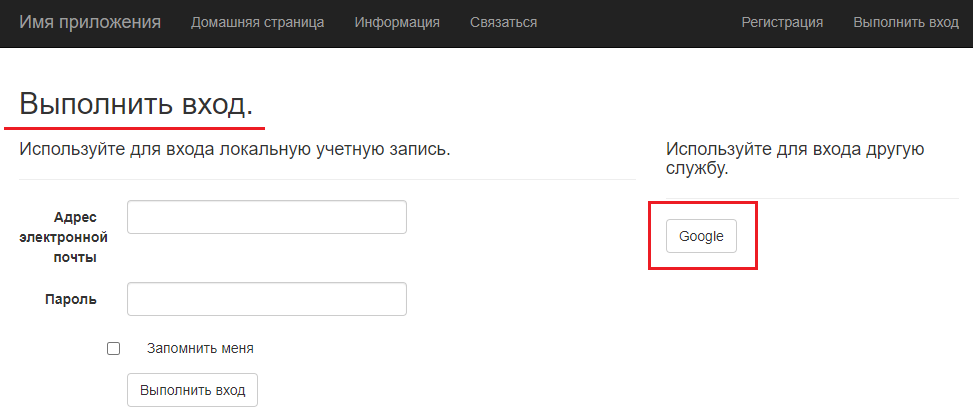 Имя приложения Домашняя страница Информация Связаться Регистрация Выполнить вход
Выполнить вход.
Используйте для входа локальную учетную запись.
Адрес
электронной
почты
Пароль
Запомнить меня
Выполнить вход
Используйте для входа другую
службу.
Google